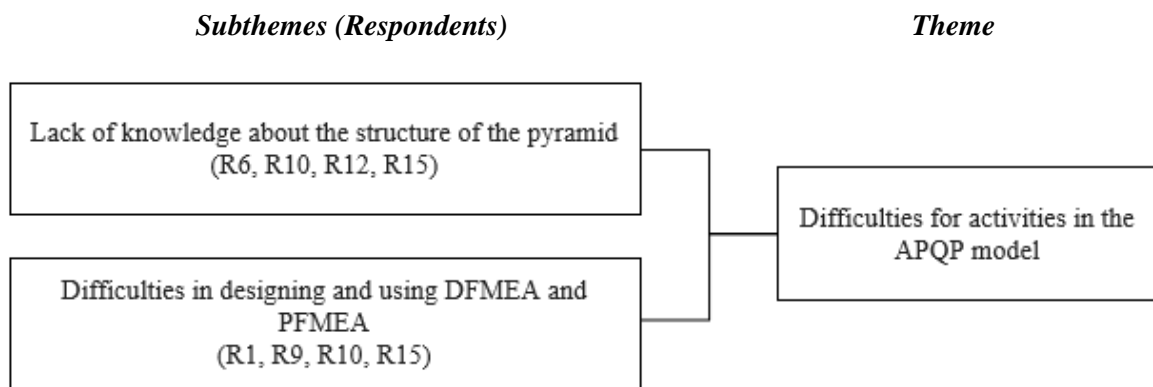 Subthemes (Respondents)
Theme
Lack of knowledge about the structure of the pyramid
(R6, R10, R12, R15)
Difficulties in designing and using DFMEA and
PFMEA
(R1, R9, R10, R15)
Difficulties for activities in the
APQP model